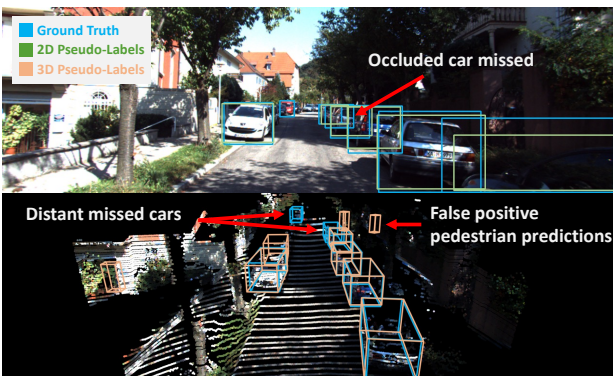 Ground Truth
2D Pseudo-Labels
3D Pseudo-Labels
Occluded car missed
Distant missed cars
False positive
pedestrian predictions